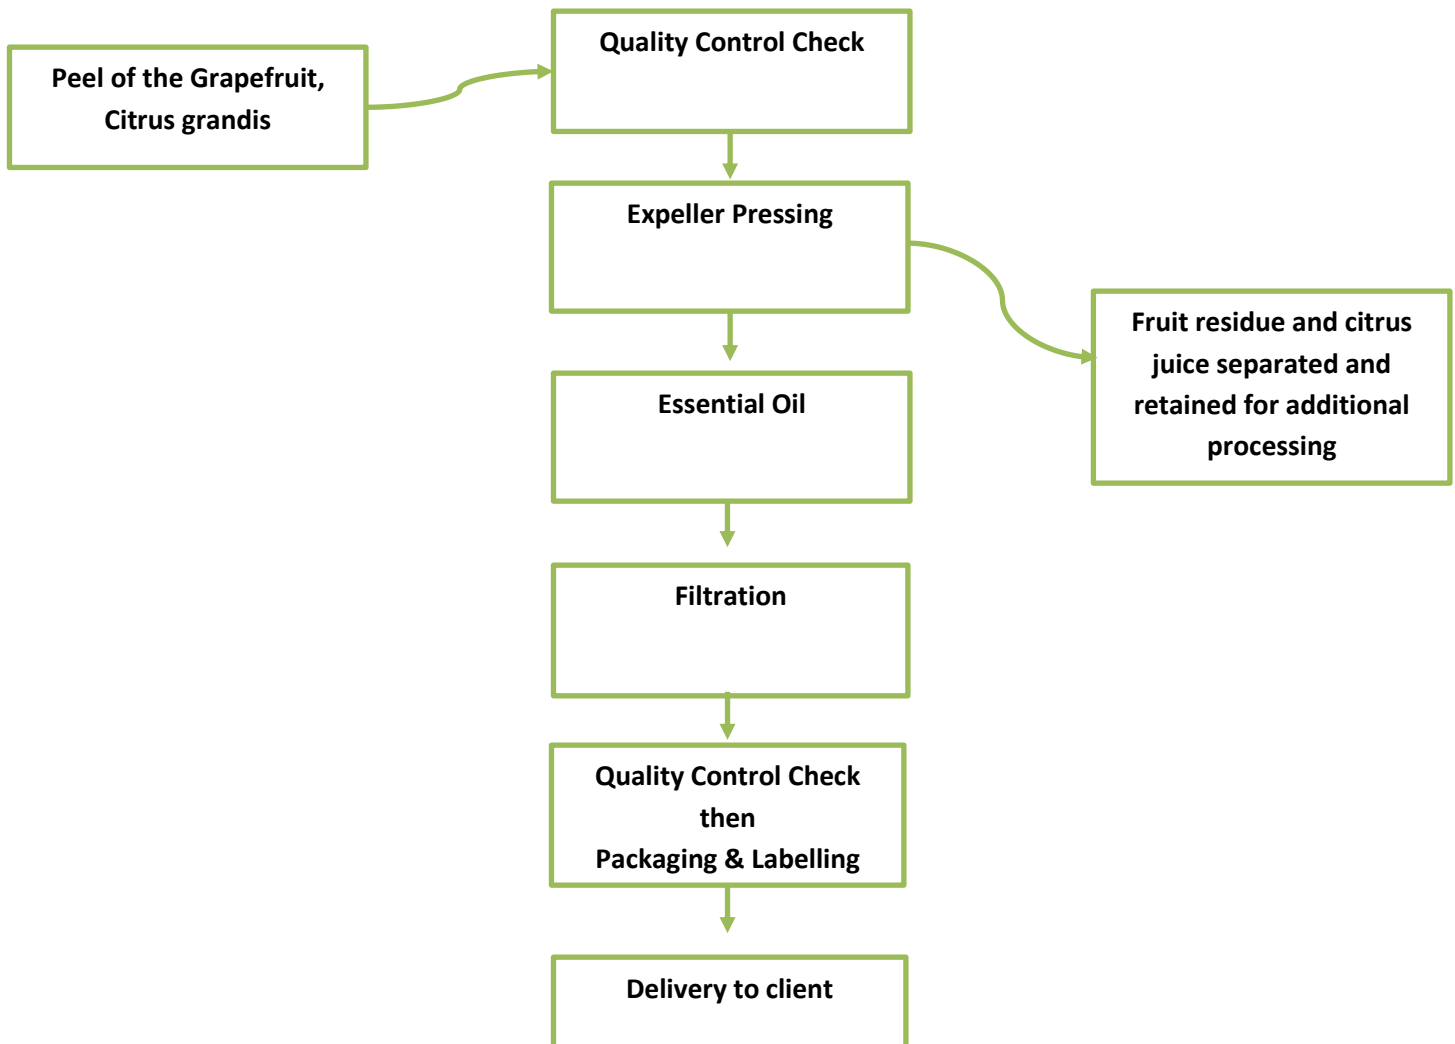 Peel of the Grapefruit,
Citrus grandis
Quality Control Check
Expeller Pressing
Fruit residue and citrus
juice separated and
retained for additional
processing
Essential Oil
Filtration
Quality Control Check
then
Packaging & Labelling
Delivery to client